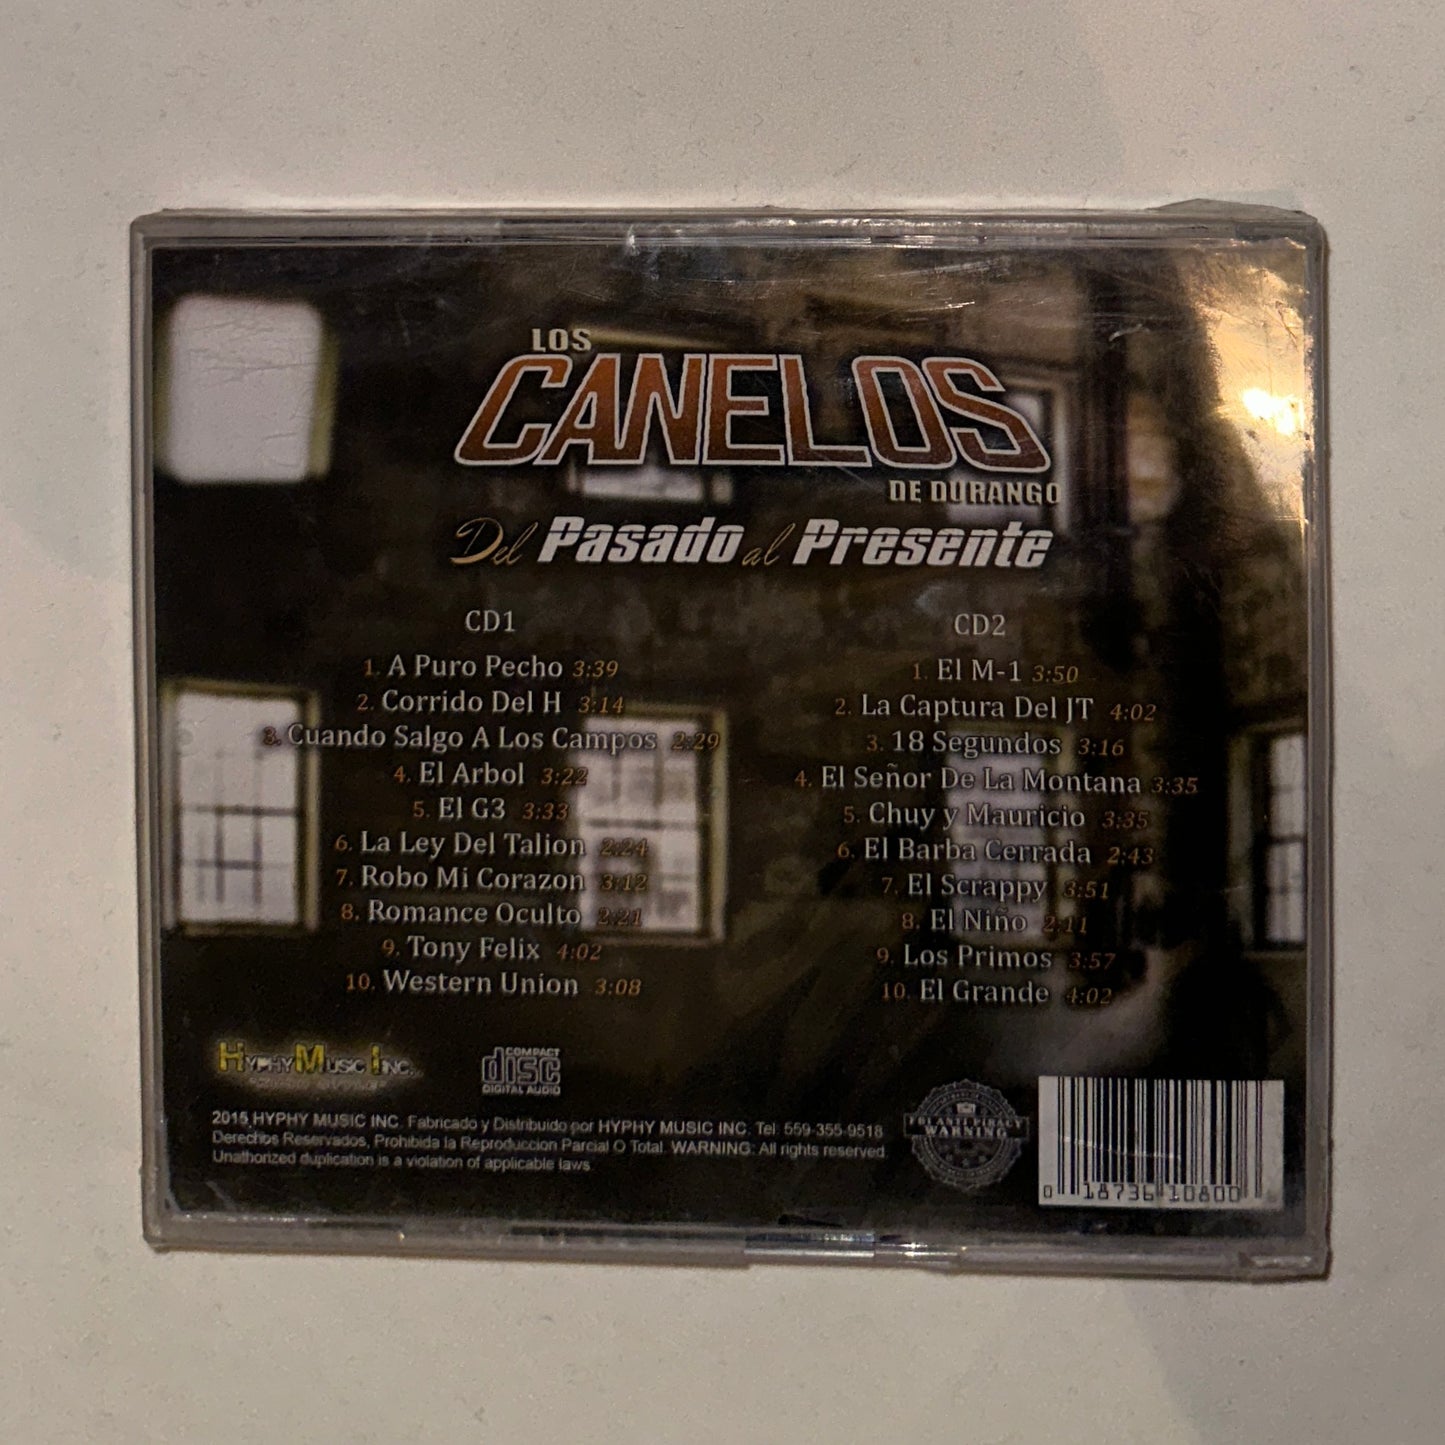 LOS
CANELOS
DE DURANGO
Del Pasado al Presente
CD1
1. A Puro Pecho 3:39
2. Corrido Del H 3:14
3. Cuando Salgo A Los Campos 2:29
4. El Arbol 3:22
5. El G3 3:33
6. La Ley Del Talion 2:24
7. Robo Mi Corazon 3:12
8. Romance Oculto 2:21
9. Tony Felix 4:02
10. Western Union 3:08
CD2
1. El M-1 3:50
2. La Captura Del JT 4:02
3. 18 Segundos 3:16
4. El Señor De La Montana 3:35
5. Chuy y Mauricio 3:35
6. El Barba Cerrada 2:43
7. El Scrappy 3:51
8. El Niño 2:11
9. Los Primos 3:57
10. El Grande 4:02
HYPHY MUSIC INC.
COMPACT
disc
DIGITAL AUDIO
2015 HYPHY MUSIC INC. Fabricado y Distribuido por HYPHY MUSIC INC. Tel: 559-355-9518
Derechos Reservados, Prohibida la Reproduccion Parcial O Total. WARNING: All rights reserved.
Unathorized duplication is a violation of applicable laws.
FBI ANTI PIRACY
WARNING
0 18736 10800